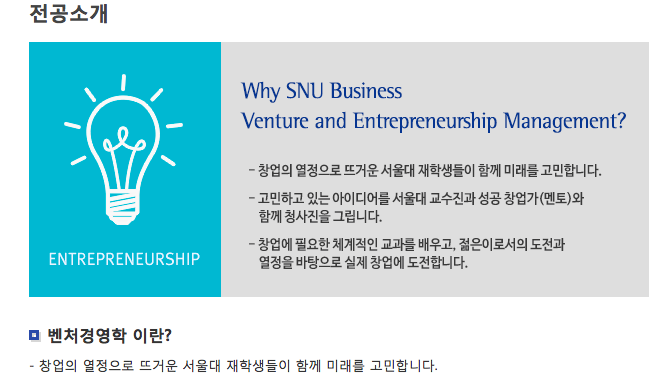 전공소개
Why SNU Business
Venture and Entrepreneurship Management?
- 창업의 열정으로 뜨거운 서울대 재학생들이 함께 미래를 고민합니다.
- 고민하고 있는 아이디어를 서울대 교수진과 성공 창업가(멘토)와
함께 청사진을 그립니다.
- 창업에 필요한 체계적인 교과를 배우고, 젊은이로서의 도전과
열정을 바탕으로 실제 창업에 도전합니다.
ENTREPRENEURSHIP
벤처경영학 이란?
- 창업의 열정으로 뜨거운 서울대 재학생들이 함께 미래를 고민합니다.